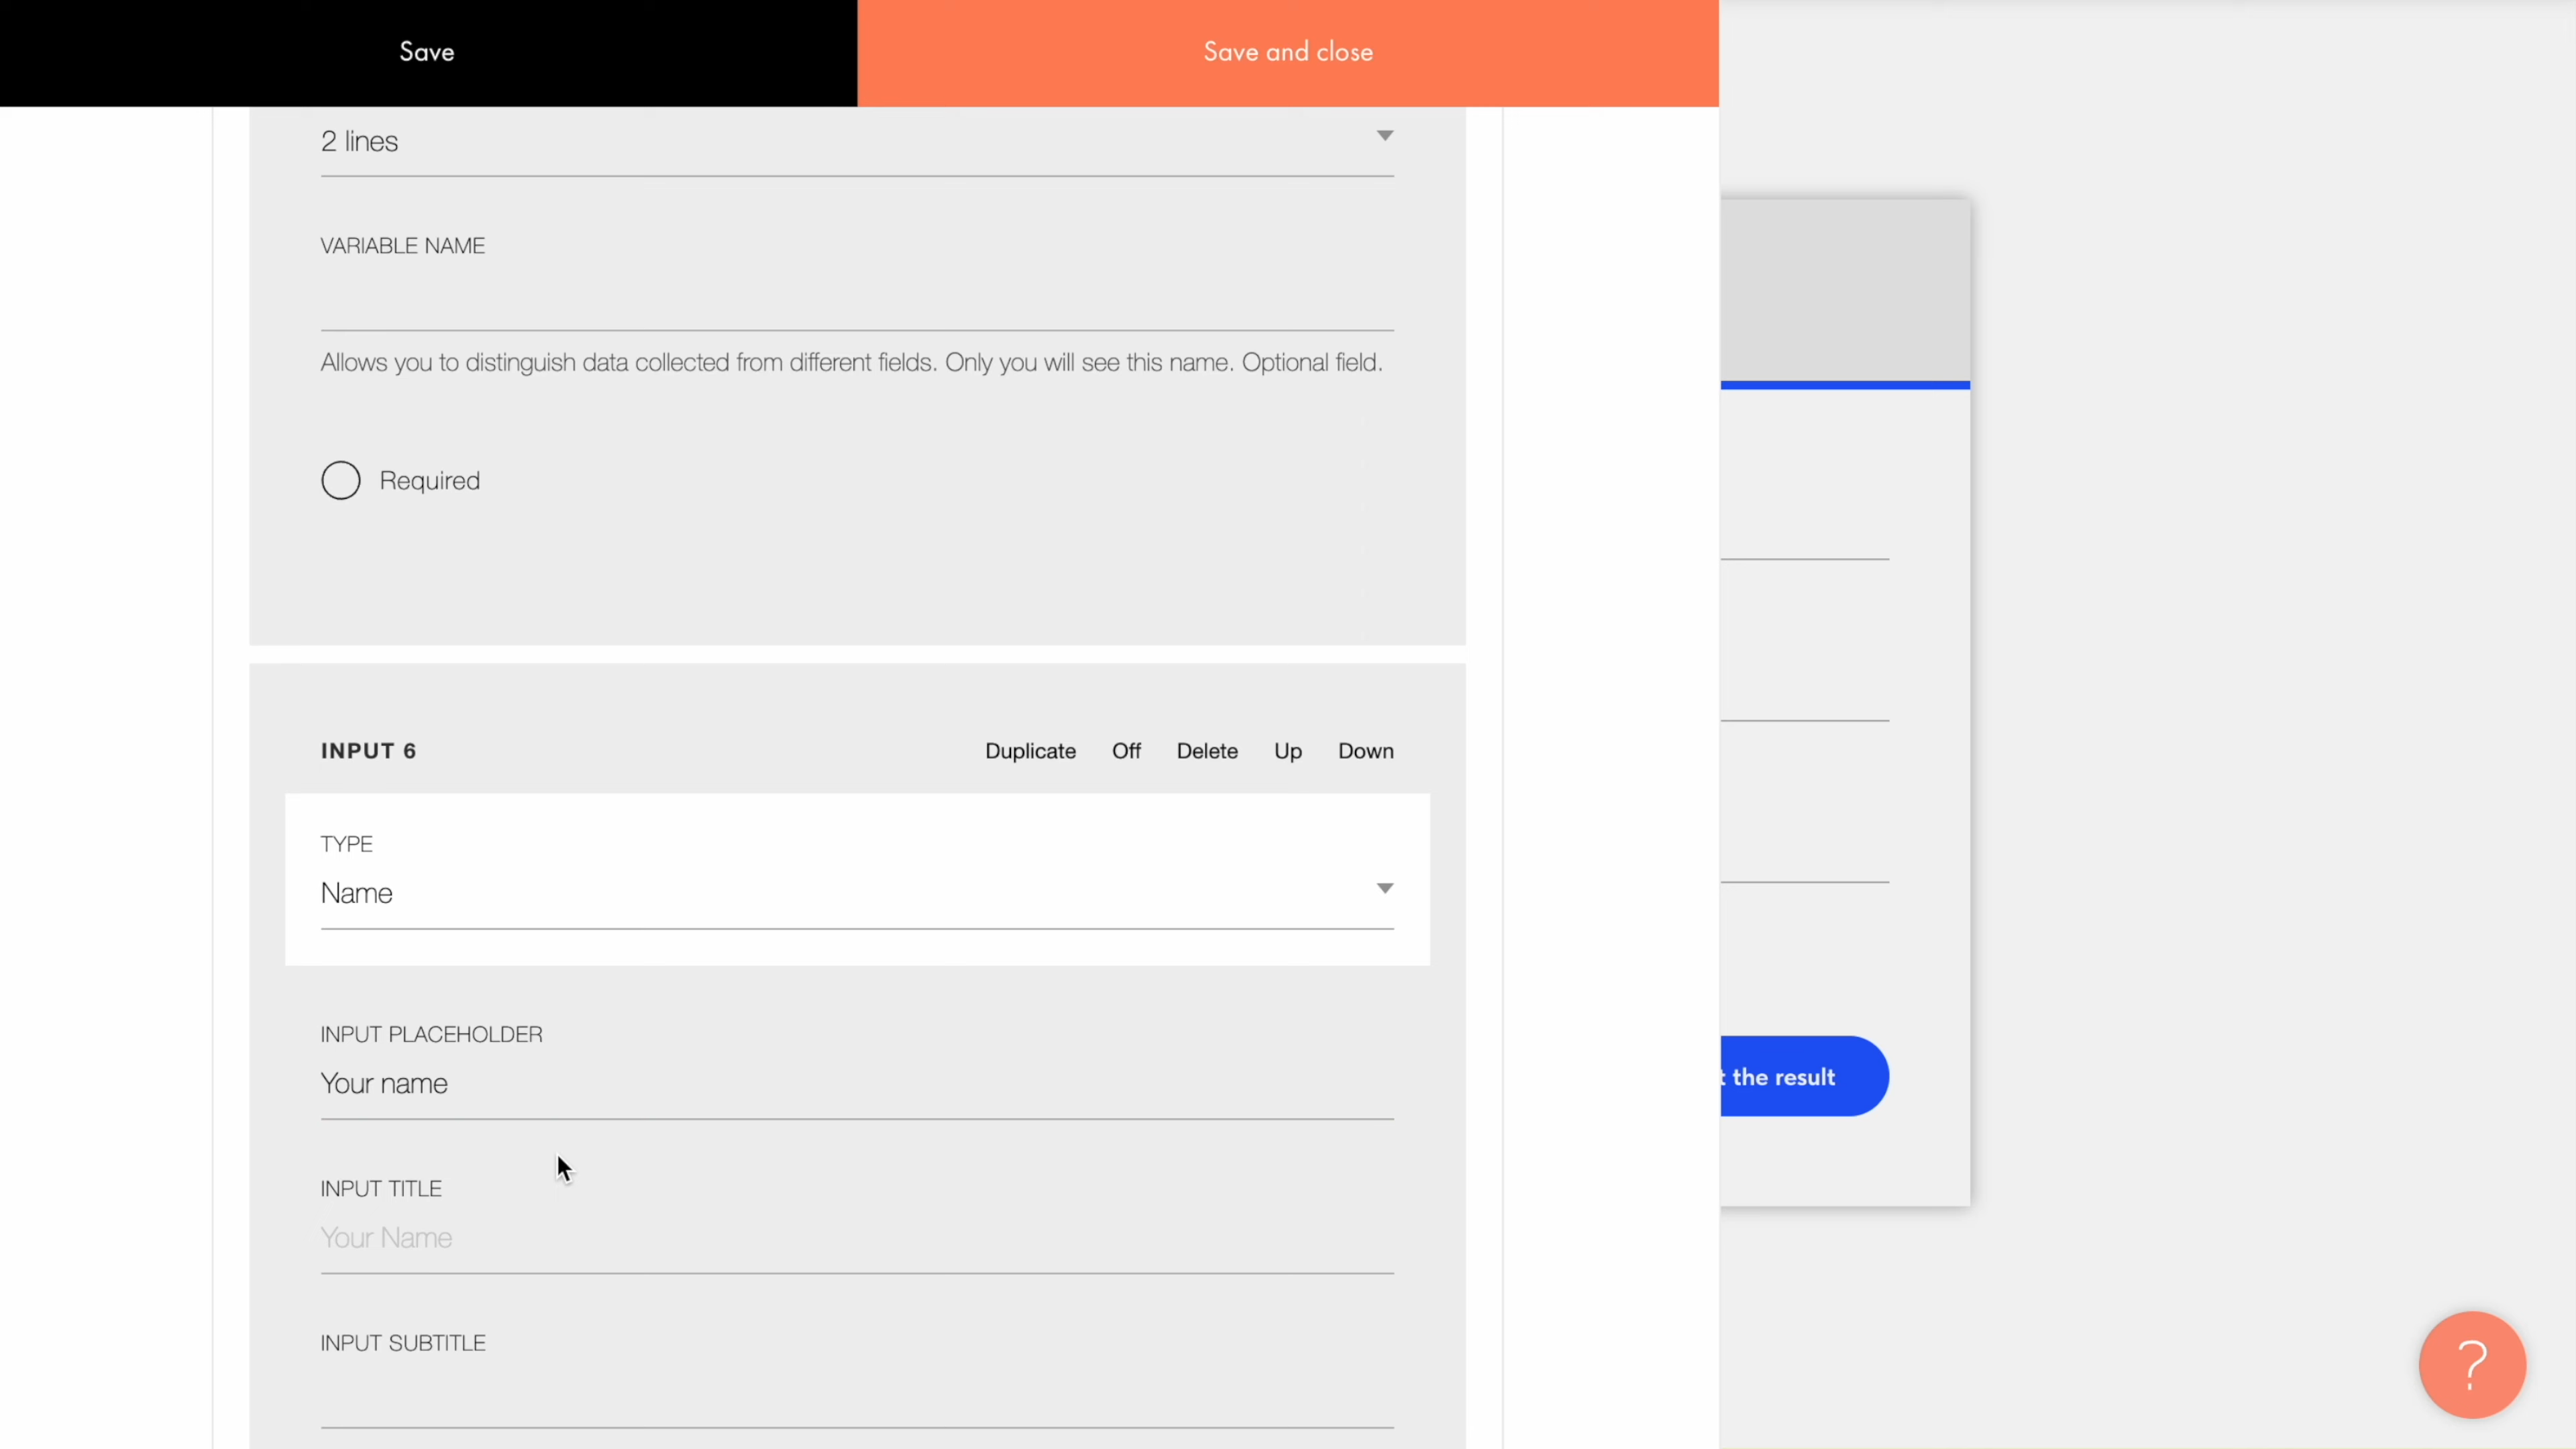 Save
Save and close
2 lines
VARIABLE NAME
Allows you to distinguish data collected from different fields. Only you will see this name. Optional field.
Required
INPUT 6
Duplicate Off Delete Up Down
TYPE
Name
INPUT PLACEHOLDER
Your name
t the result
INPUT TITLE
Your Name
INPUT SUBTITLE
?